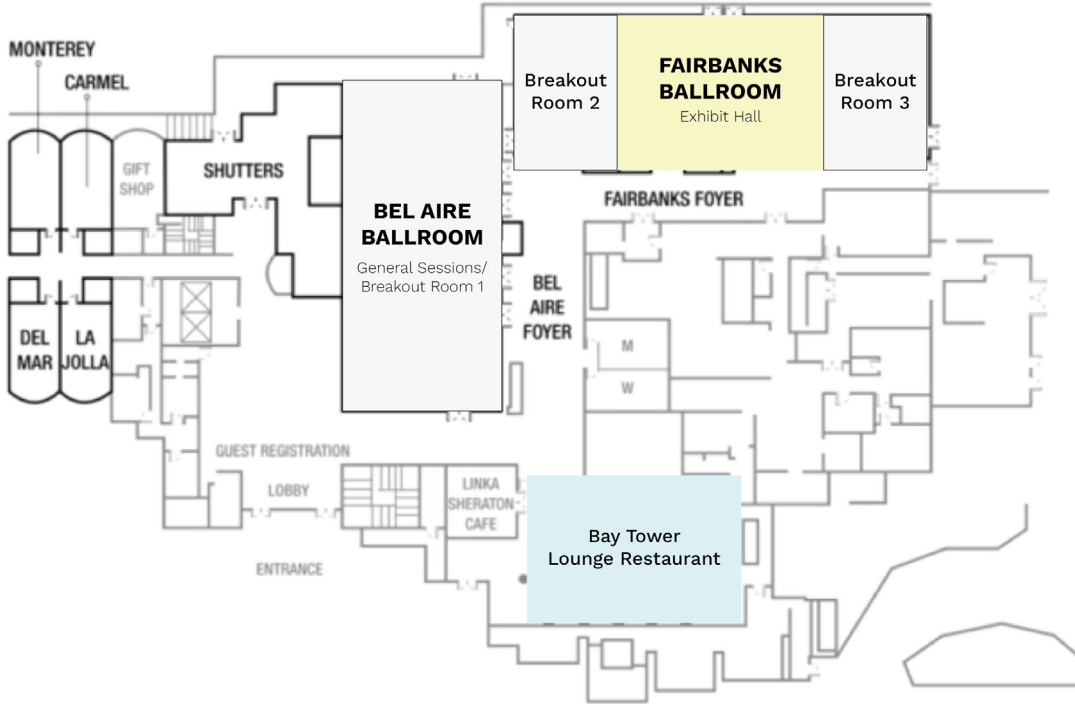 MONTEREY
CARMEL
GIFT
SHOP
SHUTTERS
BEL AIRE
BALLROOM
General Sessions/
Breakout Room 1
Breakout
Room 2
FAIRBANKS
BALLROOM
Exhibit Hall
Breakout
Room 3
FAIRBANKS FOYER
BEL
AIRE
FOYER
DEL
MAR
LA
JOLLA
M
W
GUEST REGISTRATION
LOBBY
LINKA
SHERATON
CAFE
ENTRANCE
Bay Tower
Lounge Restaurant